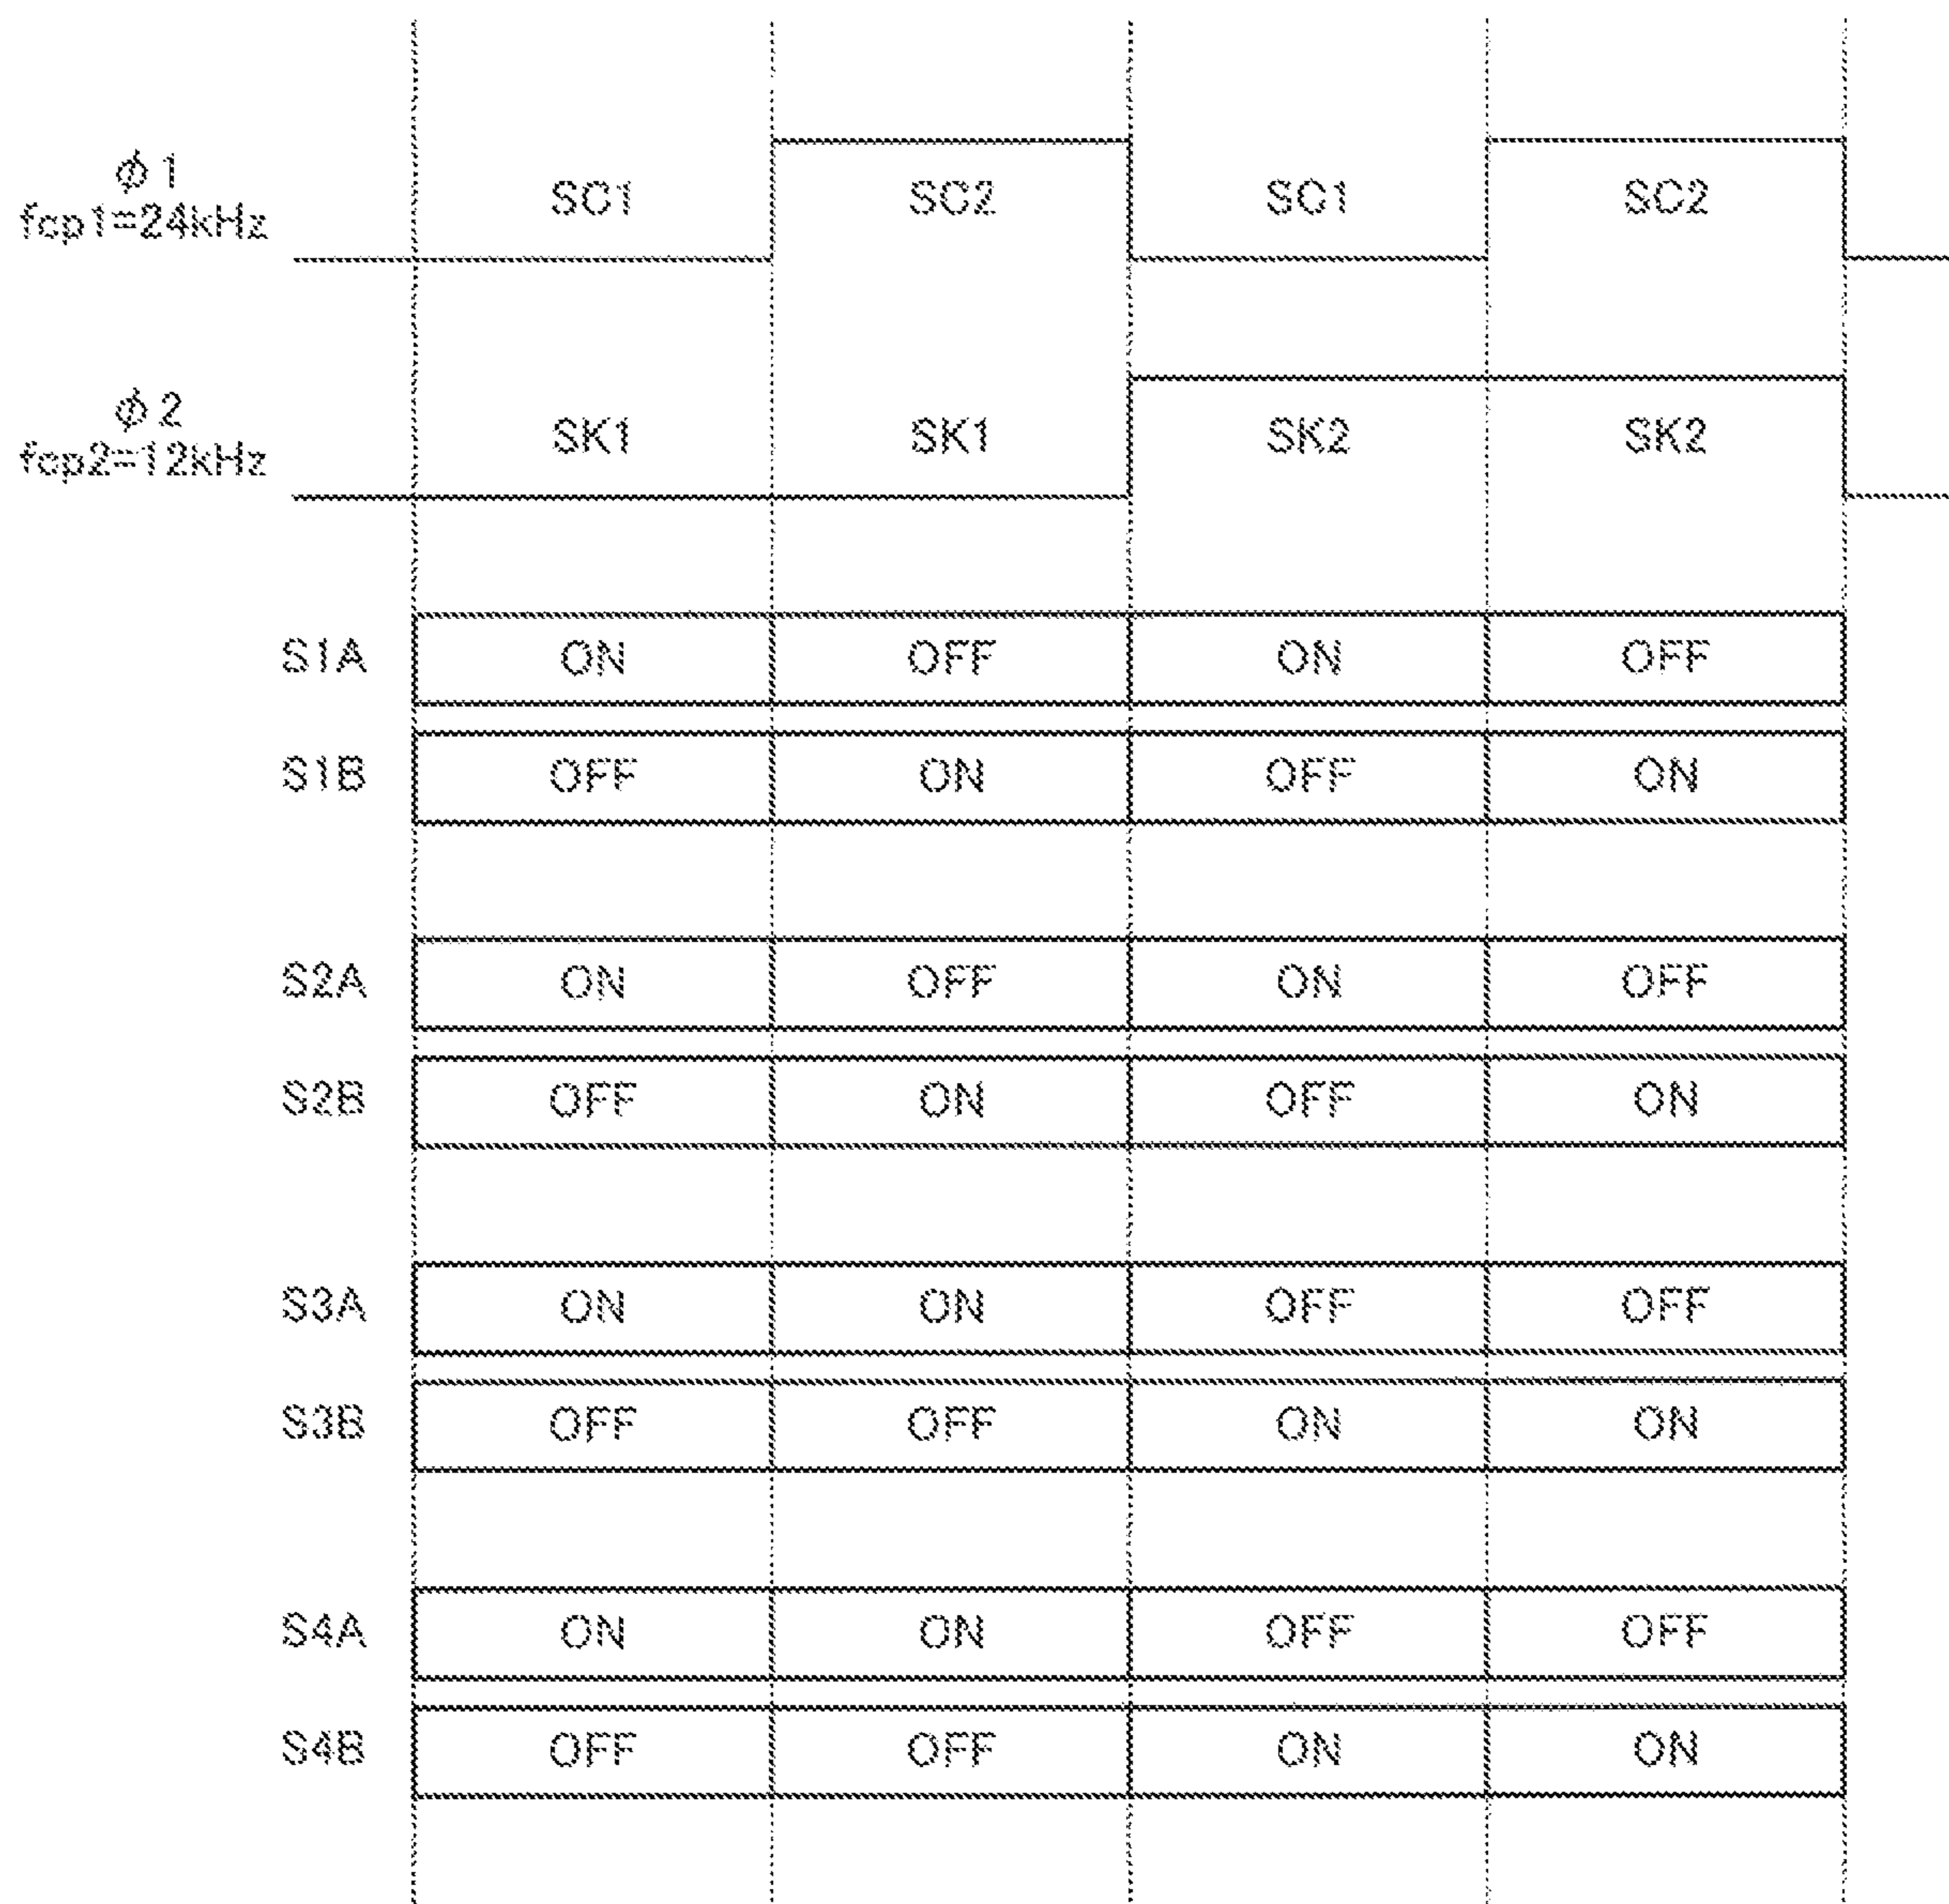 ϕ1
fcp1=24kHz
SC1 SC2 SC1 SC2
ϕ2
fcp2=12kHz
SK1 SK1 SK2 SK2
S1A ON OFF ON OFF
S1B OFF ON OFF ON
S2A ON OFF ON OFF
S2B OFF ON OFF ON
S3A ON ON OFF OFF
S3B OFF OFF ON ON
S4A ON ON OFF OFF
S4B OFF OFF ON ON